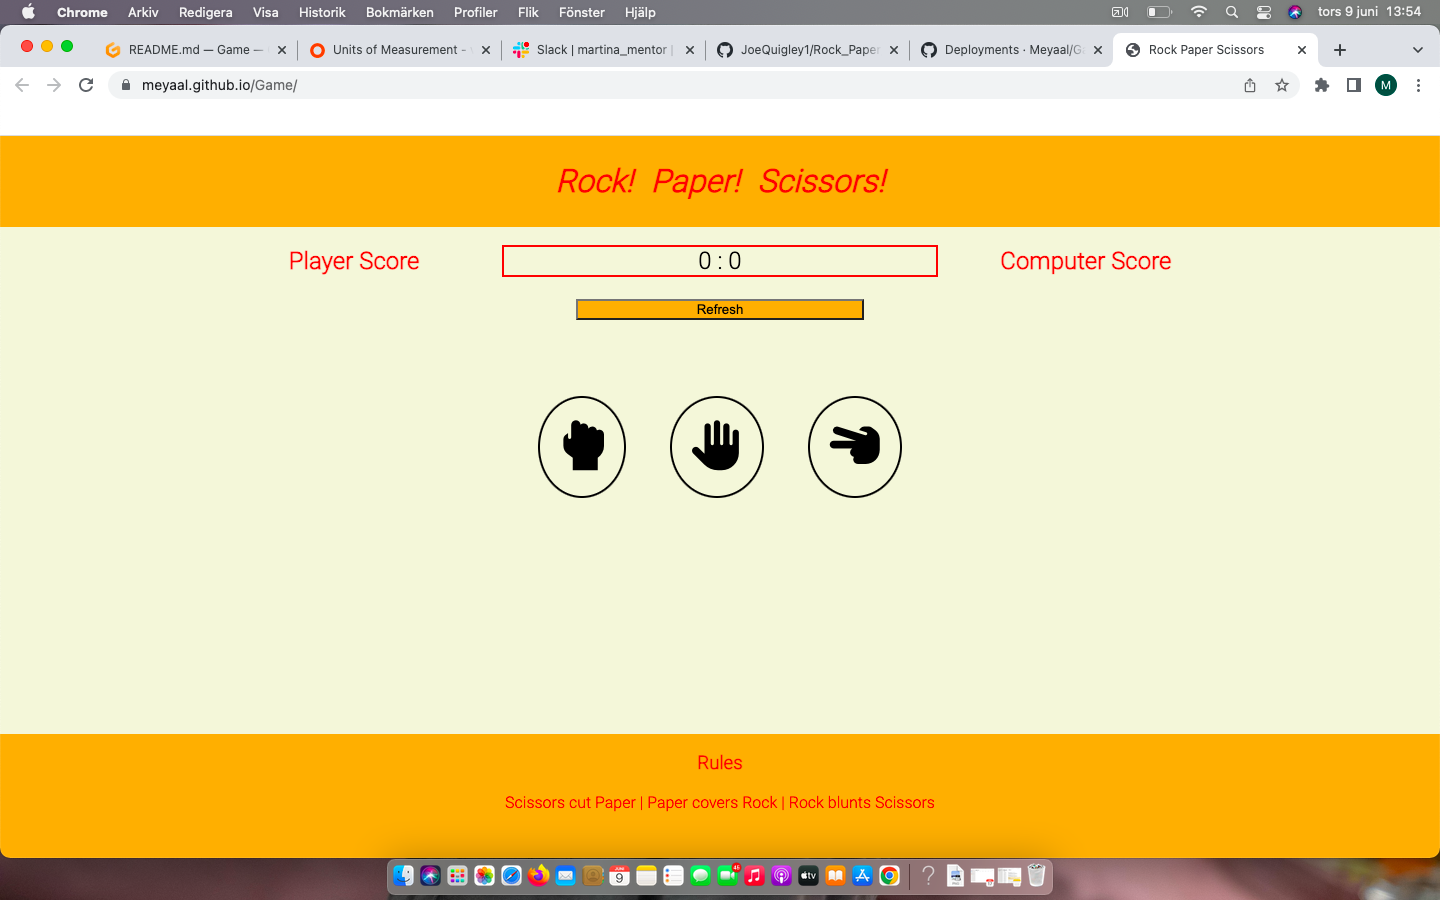 Chrome Arkiv Redigera Visa Historik Bokmärken Profiler Flik Fönster Hjälp tors 9 juni 13:54
README.md — Game — Units of Measurement - Slack | martina_mentor | JoeQuigley1/Rock_Paper Deployments · Meyaal/G Rock Paper Scissors
meyaal.github.io/Game/ M
Rock! Paper! Scissors!
Player Score 0 : 0 Computer Score
Refresh
Rules
Scissors cut Paper | Paper covers Rock | Rock blunts Scissors
9
tv